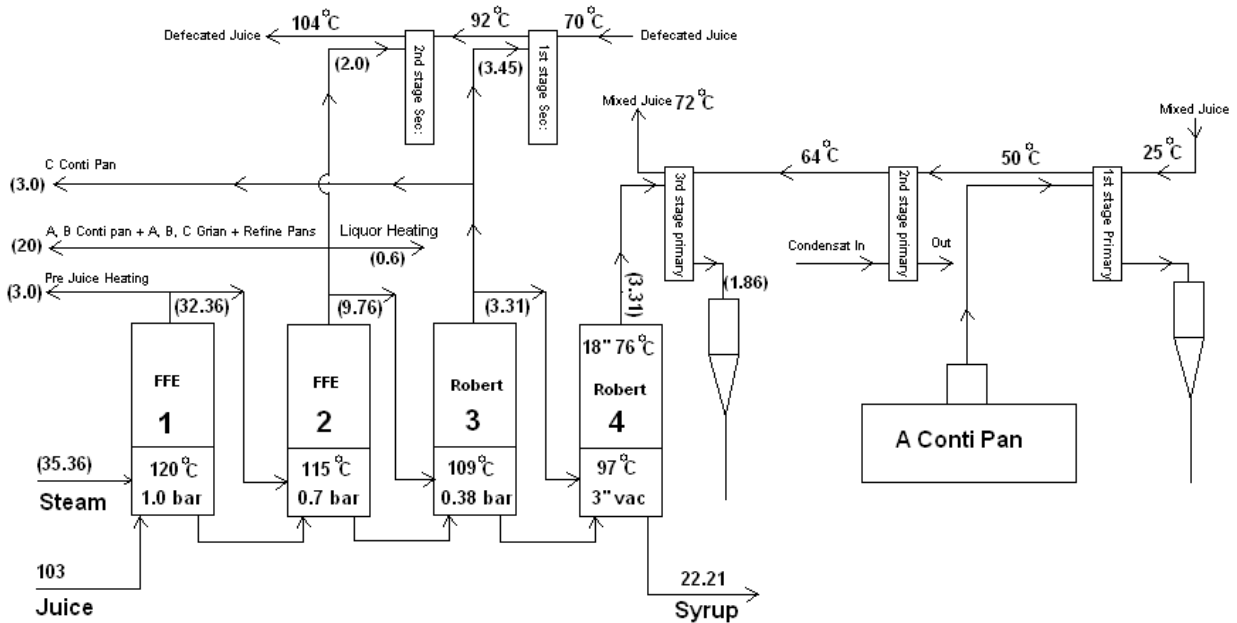 104°C
92°C
70°C
Defecated Juice
Defecated Juice
(2.0)
2nd stage Sec:
(3.45)
1st stage Sec:
Mixed Juice 72°C
Mixed Juice
C Conti Pan
(3.0)
64°C
50°C
25°C
3rd stage primary
2nd stage primary
1st stage Primary
A, B Conti pan + A, B, C Grian + Refine Pans
(20)
Liquor Heating
(0.6)
Condensat In
Out
Pre Juice Heating
(3.0)
(32.36)
(9.76)
(3.31)
(3.31)
(1.86)
FFE
1
FFE
2
Robert
3
18" 76°C
Robert
4
A Conti Pan
(35.36)
Steam
120°C
1.0 bar
115°C
0.7 bar
109°C
0.38 bar
97°C
3" vac
103
Juice
22.21
Syrup